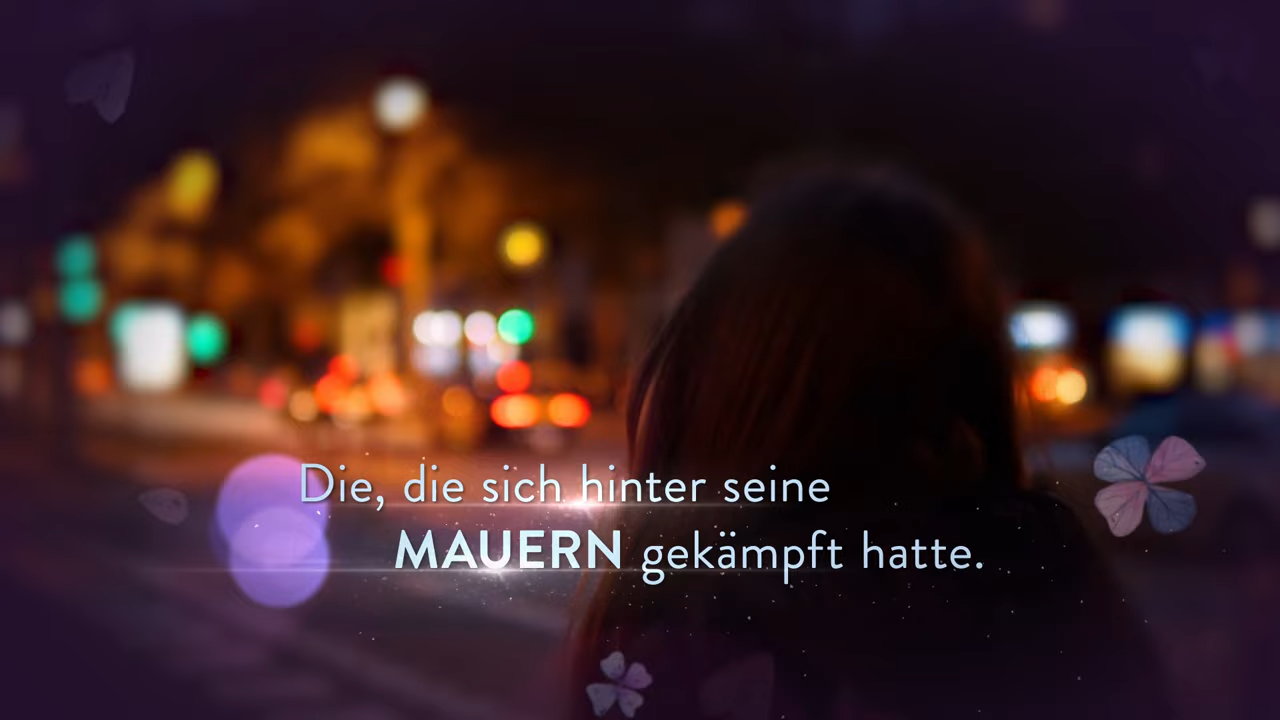 Die, die sich hinter seine
MAUERN gekämpft hatte.